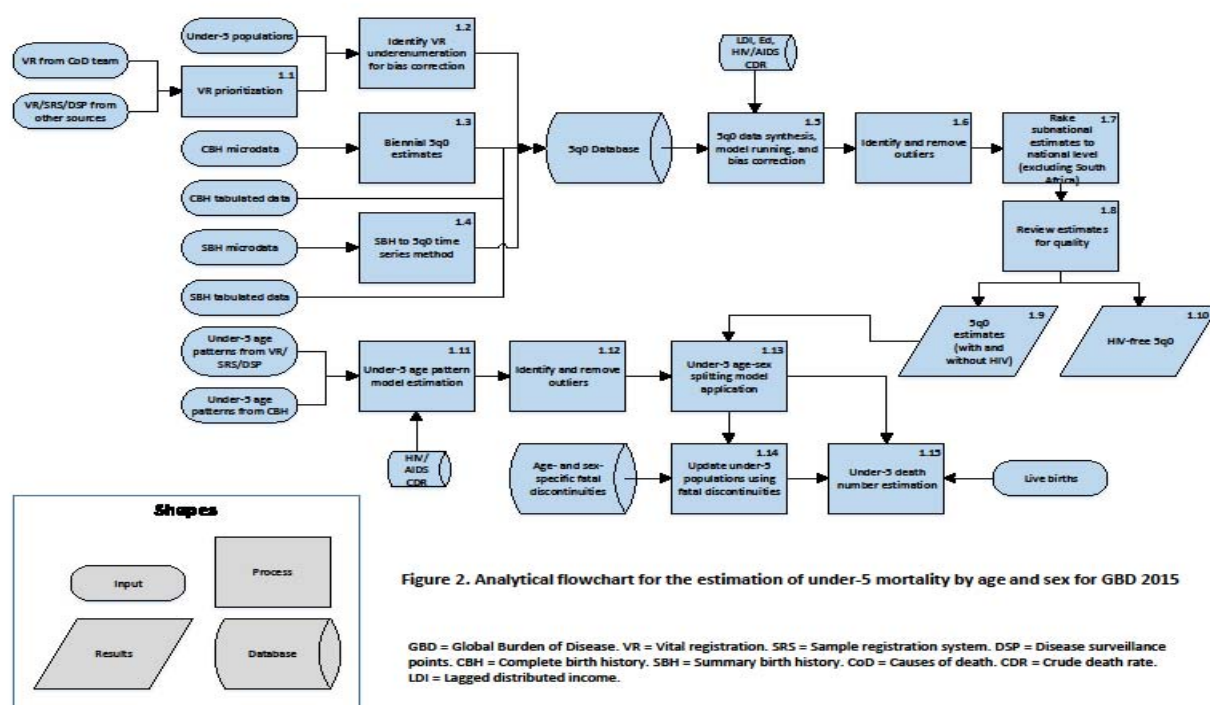 Under-5 populations
1.2
Identify VR
underenumeration
for bias correction
LDI, Ed,
HIV/AIDS
CDR
VR from CoD team
1.1
VR prioritization
VR/SRS/DSP from
other sources
1.3
Biennial 5q0
estimates
CBH microdata
5q0 Database
1.5
5q0 data synthesis,
model running, and
bias correction
1.6
Identify and remove
outliers
1.7
Rake
subnational
estimates to
national level
(excluding South
Africa)
CBH tabulated data
1.4
SBH to 5q0 time
series method
SBH microdata
1.8
Review estimates
for quality
SBH tabulated data
1.9
5q0
estimates
(with and
without HIV)
1.10
HIV-free 5q0
Under-5 age
patterns from VR/
SRS/DSP
1.11
Under-5 age pattern
model estimation
1.12
Identify and remove
outliers
1.13
Under-5 age-sex
splitting model
application
Under-5 age
patterns from CBH
HIV/
AIDS
CDR
Age- and sex-
specific fatal
discontinuities
1.14
Update under-5
populations using
fatal discontinuities
1.15
Under-5 death
number estimation
Live births
Shapes
Input
Process
Results
Database
Figure 2. Analytical flowchart for the estimation of under-5 mortality by age and sex for GBD 2015
GBD = Global Burden of Disease. VR = Vital registration. SRS = Sample registration system. DSP = Disease surveillance
points. CBH = Complete birth history. SBH = Summary birth history. CoD = Causes of death. CDR = Crude death rate.
LDI = Lagged distributed income.